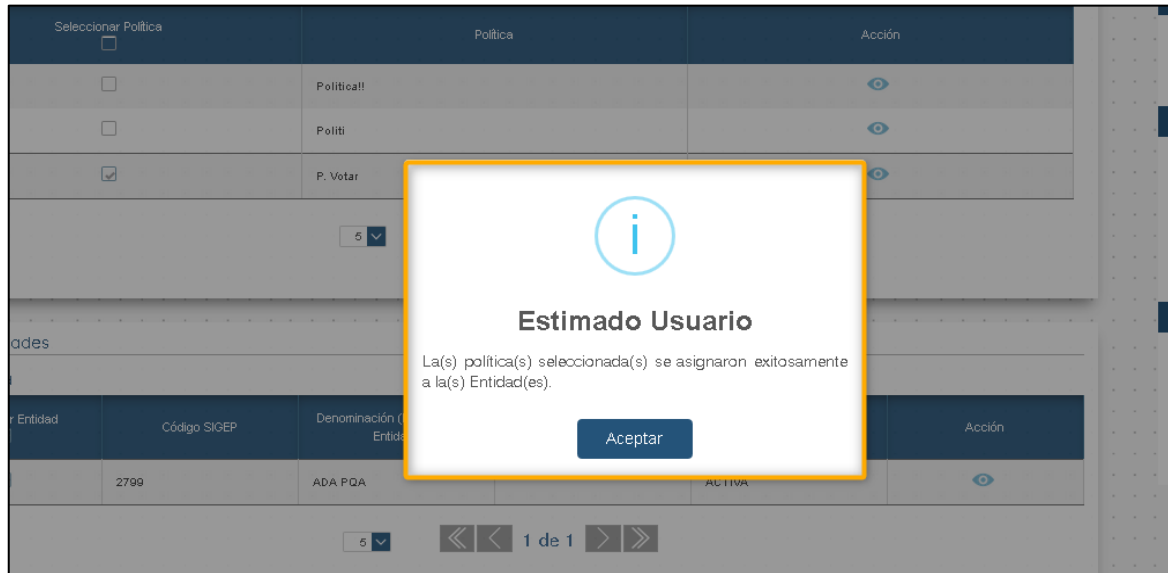 Seleccionar Política
Política
Acción
Política!!
Politi
P. Votar
5
i
Estimado Usuario
La(s) política(s) seleccionada(s) se asignaron exitosamente
a la(s) Entidad(es).
Aceptar
ades
r Entidad
Código SIGEP
Denominación (
Entida
Acción
2799
ADA PQA
ACTIVA
5
1 de 1